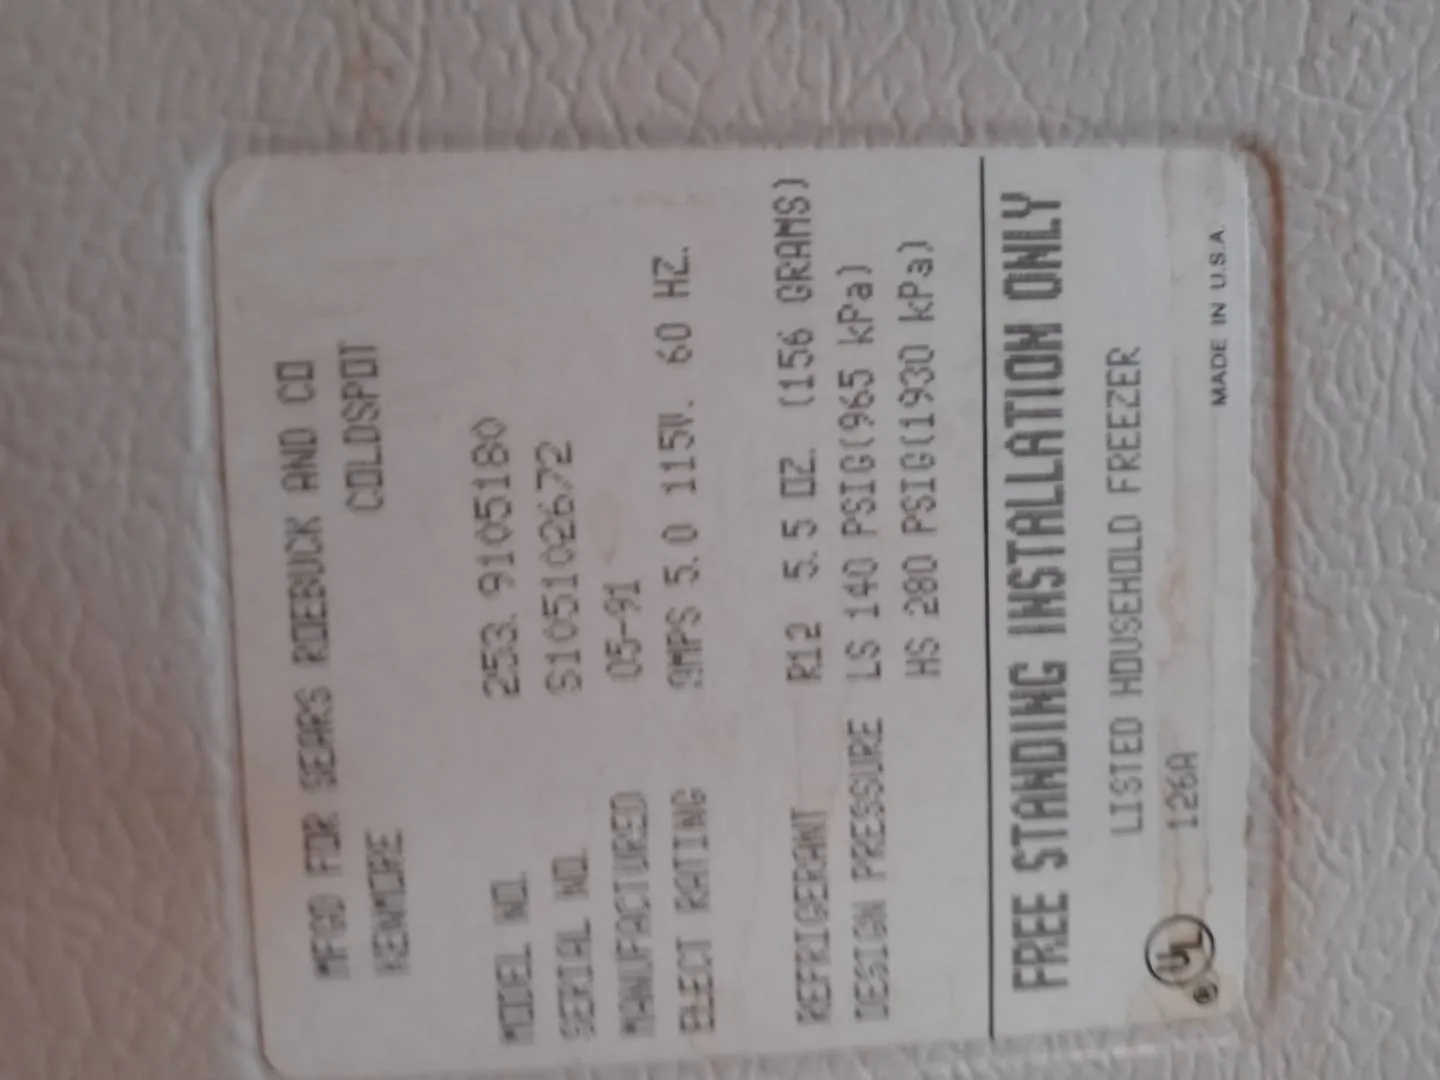 MFGD FOR SEARS ROEBUCK AND CO
KENMORE COLDSPOT
MODEL NO. 253.9105180
SERIAL NO. S105102672
MANUFACTURED 05-91
ELECT RATING AMPS 5.0 115V. 60 HZ.
REFRIGERANT R12 5.5 OZ. (156 GRAMS)
DESIGN PRESSURE LS 140 PSIG(965 kPa)
HS 280 PSIG(1930 kPa)
FREE STANDING INSTALLATION ONLY
LISTED HOUSEHOLD FREEZER
UL® 126A
MADE IN U.S.A.